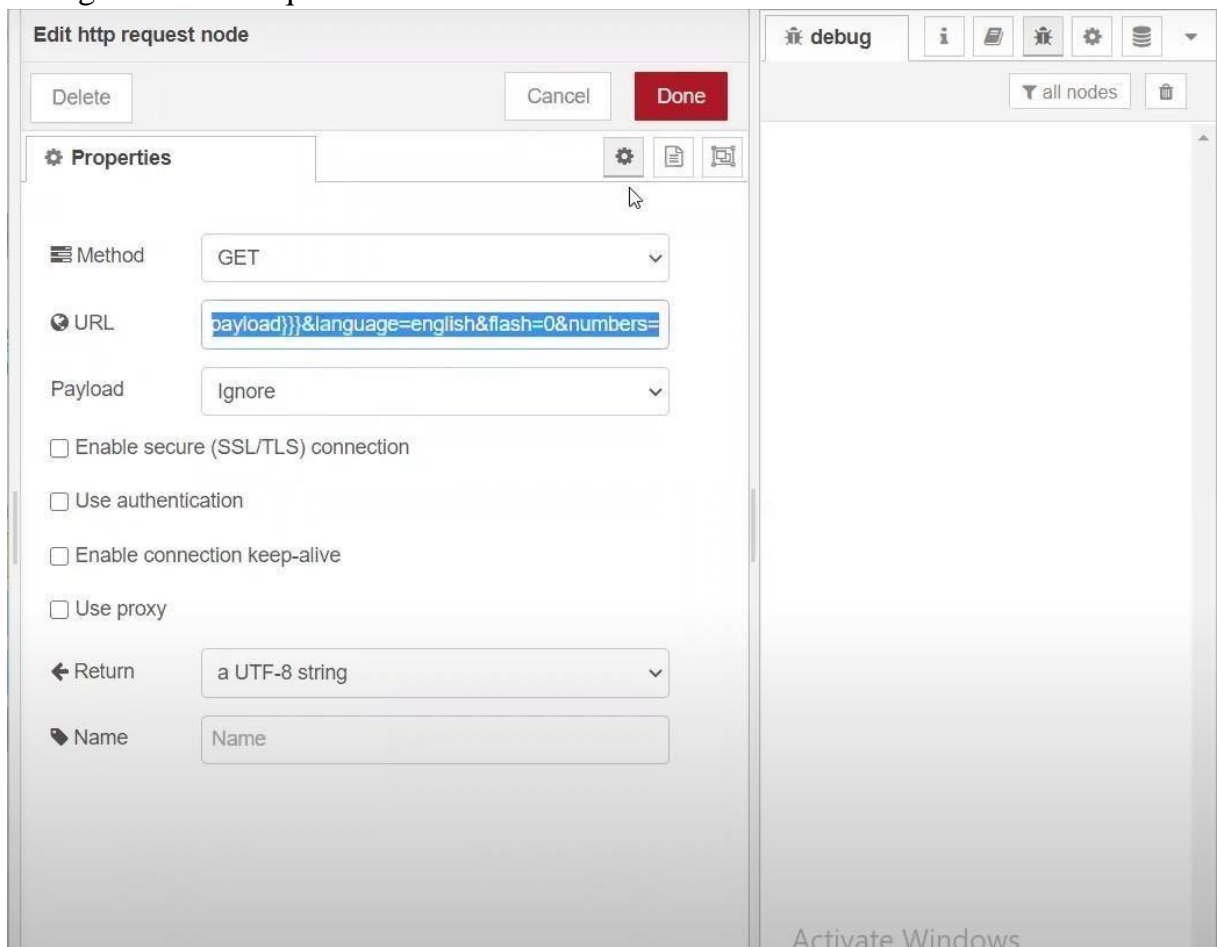 Edit http request node
debug
i
Delete
Cancel
Done
all nodes
Properties
Method
GET
URL
payload}}}&language=english&flash=0&numbers=
Payload
Ignore
Enable secure (SSL/TLS) connection
Use authentication
Enable connection keep-alive
Use proxy
Return
a UTF-8 string
Name
Name
Activate Windows